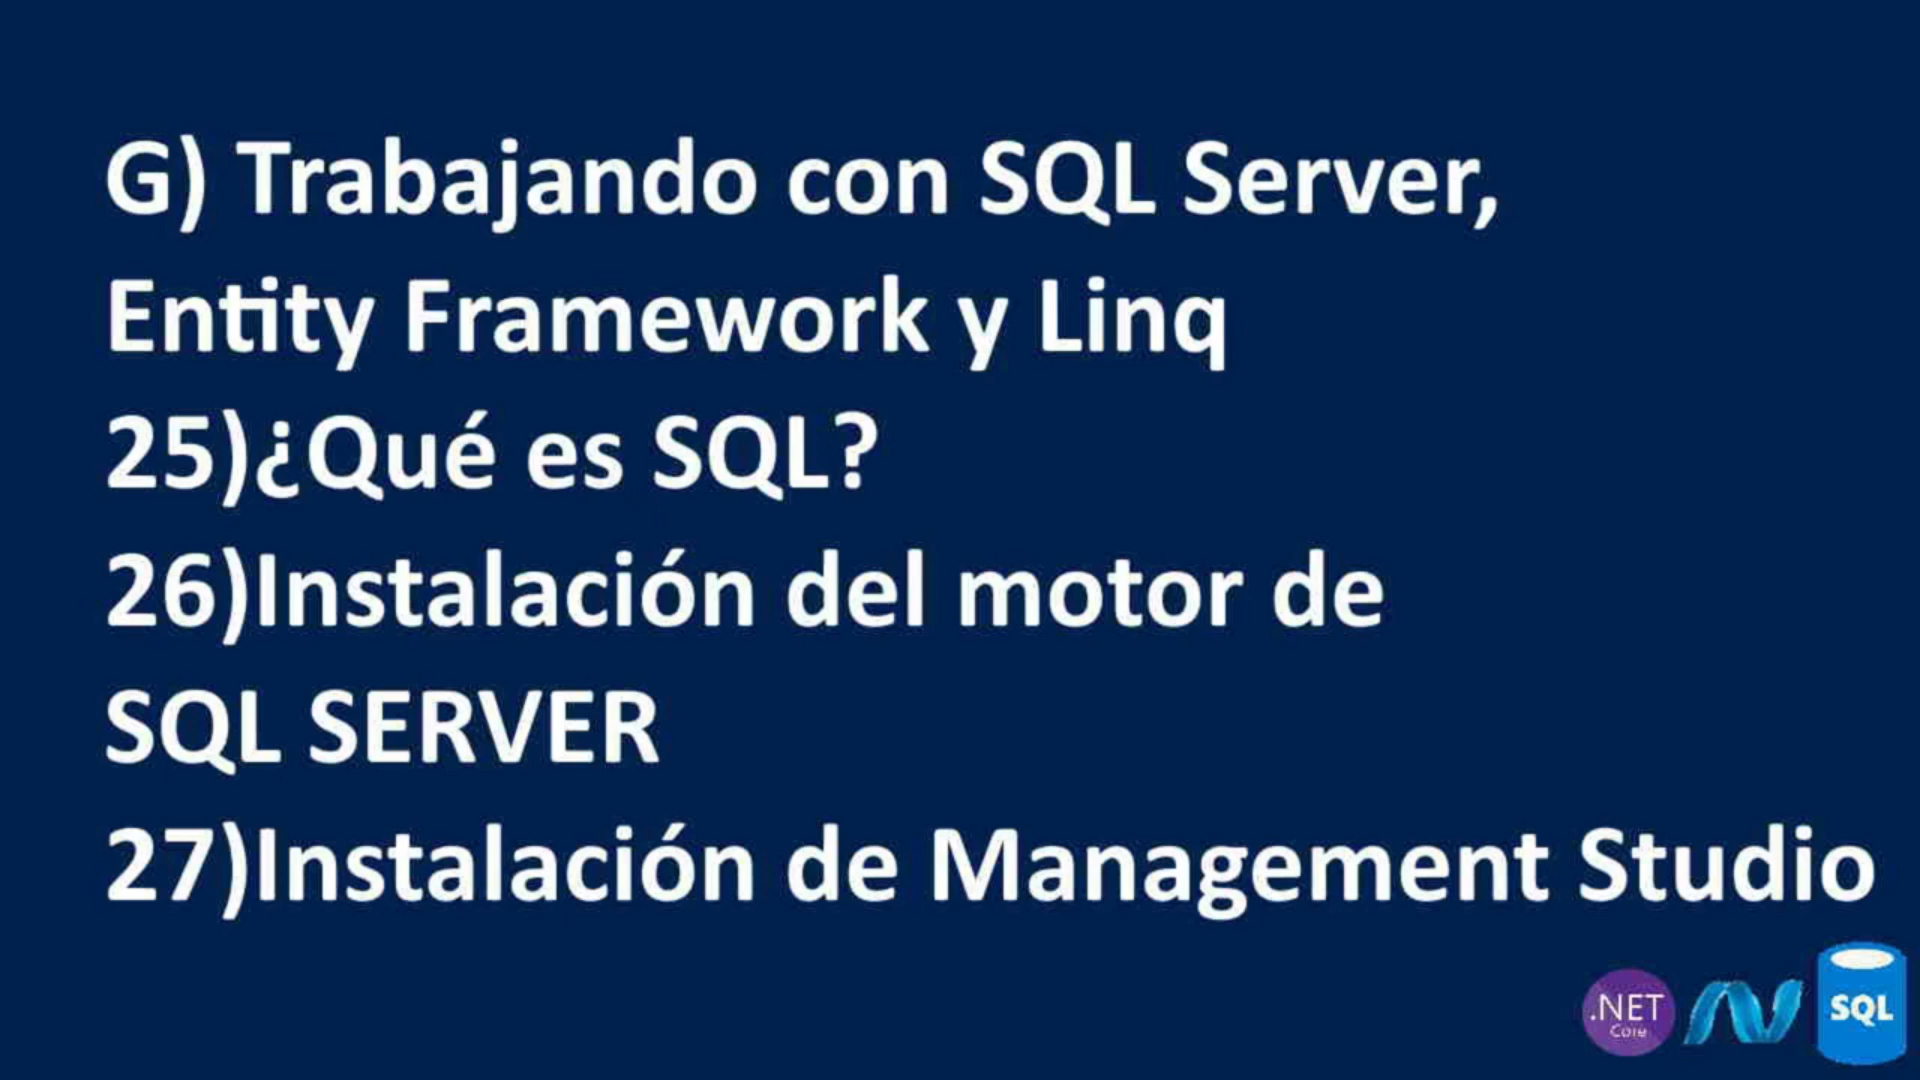 G) Trabajando con SQL Server,
Entity Framework y Linq
25)¿Qué es SQL?
26)Instalación del motor de
SQL SERVER
27)Instalación de Management Studio
.NET
Core
SQL